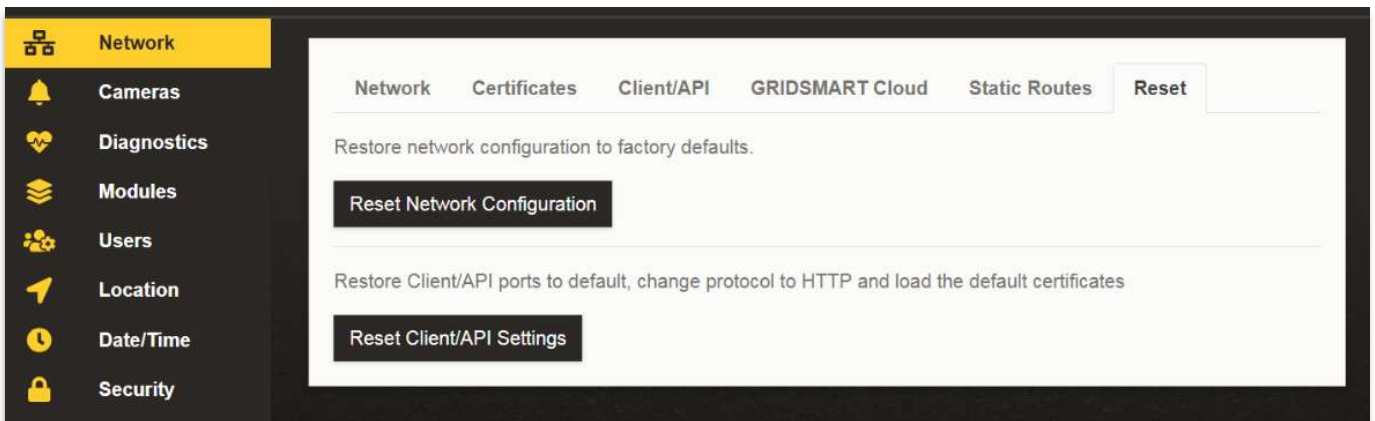 Network
Cameras
Diagnostics
Modules
Users
Location
Date/Time
Security
Network Certificates Client/API GRIDSMART Cloud Static Routes Reset
Restore network configuration to factory defaults.
Reset Network Configuration
Restore Client/API ports to default, change protocol to HTTP and load the default certificates
Reset Client/API Settings